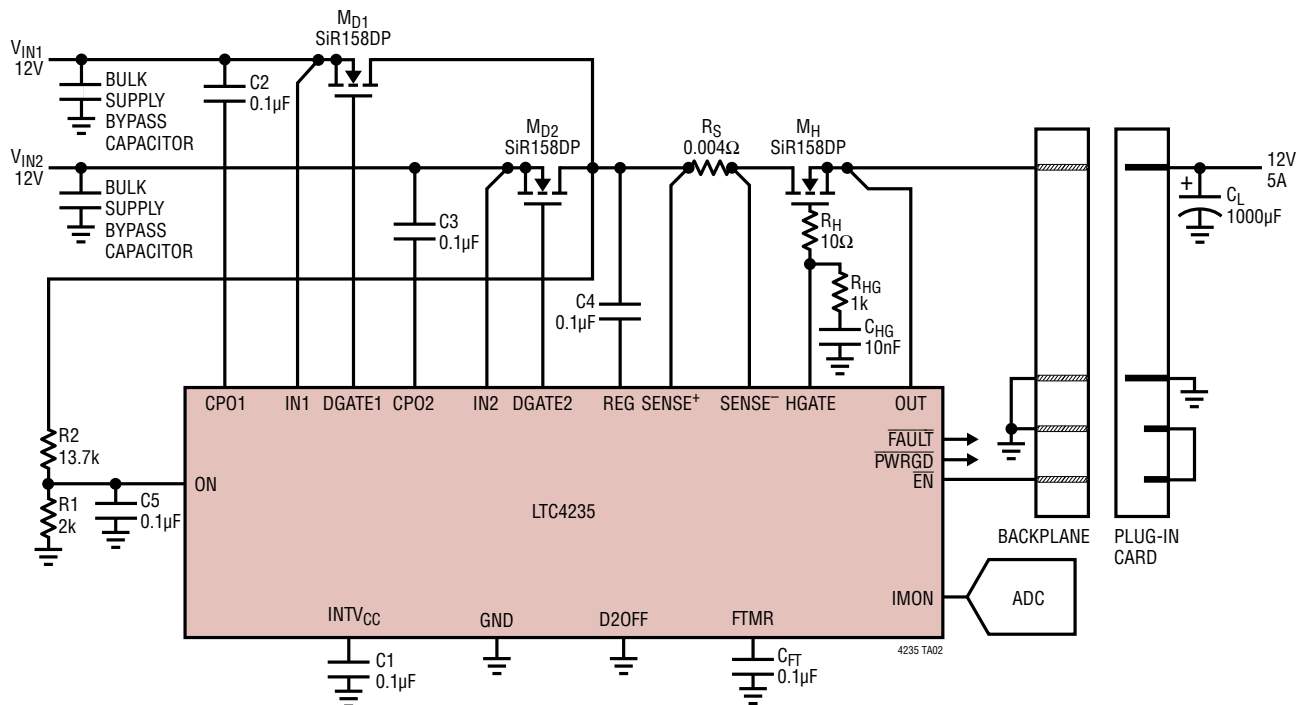 MD1
SiR158DP
VIN1
12V
BULK
SUPPLY
BYPASS
CAPACITOR
C2
0.1µF
MD2
SiR158DP
RS
0.004Ω
MH
SiR158DP
VIN2
12V
BULK
SUPPLY
BYPASS
CAPACITOR
C3
0.1µF
RH
10Ω
12V
5A
+
CL
1000µF
C4
0.1µF
RHG
1k
CHG
10nF
CPO1
IN1
DGATE1
CPO2
IN2
DGATE2
REG
SENSE+
SENSE−
HGATE
OUT
FAULT
PWRGD
EN
R2
13.7k
ON
R1
2k
C5
0.1µF
LTC4235
BACKPLANE
PLUG-IN
CARD
IMON
ADC
INTVCC
GND
D2OFF
FTMR
4235 TA02
C1
0.1µF
CFT
0.1µF